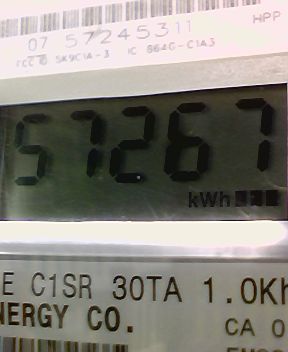 07 57245311
HPP
FCC ID SK9C1A-3 IC 864G-C1A3
57267
kWh
E C1SR 30TA 1.0Kh
NERGY CO.
CA 0